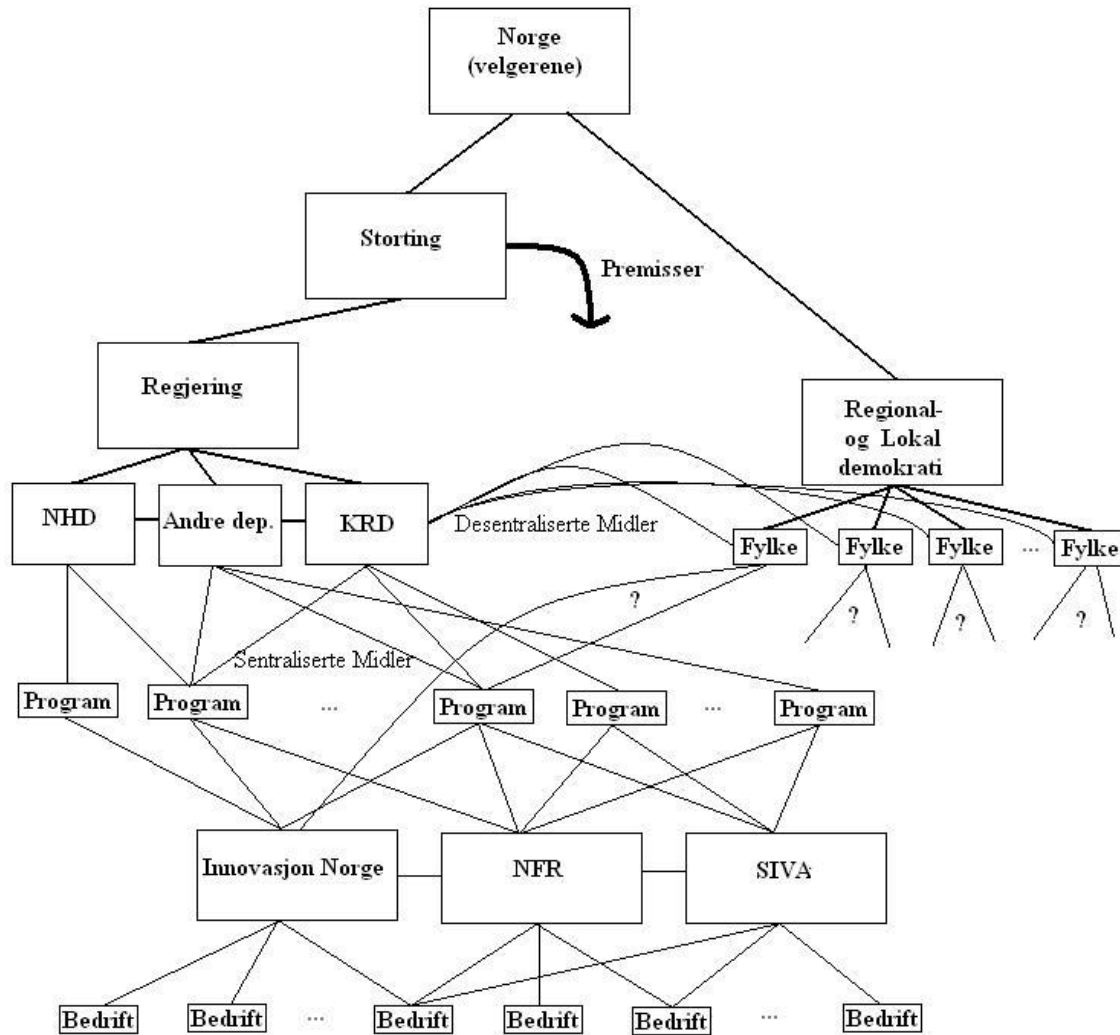 Norge
(velgerene)
Storting
Premisser
Regjering
Regional-
og Lokal
demokrati
NHD
Andre dep.
KRD
Desentraliserte Midler
Fylke
Fylke
Fylke
...
Fylke
?
?
?
?
Sentraliserte Midler
Program
Program
...
Program
Program
...
Program
Innovasjon Norge
NFR
SIVA
Bedrift
Bedrift
...
Bedrift
Bedrift
Bedrift
...
Bedrift